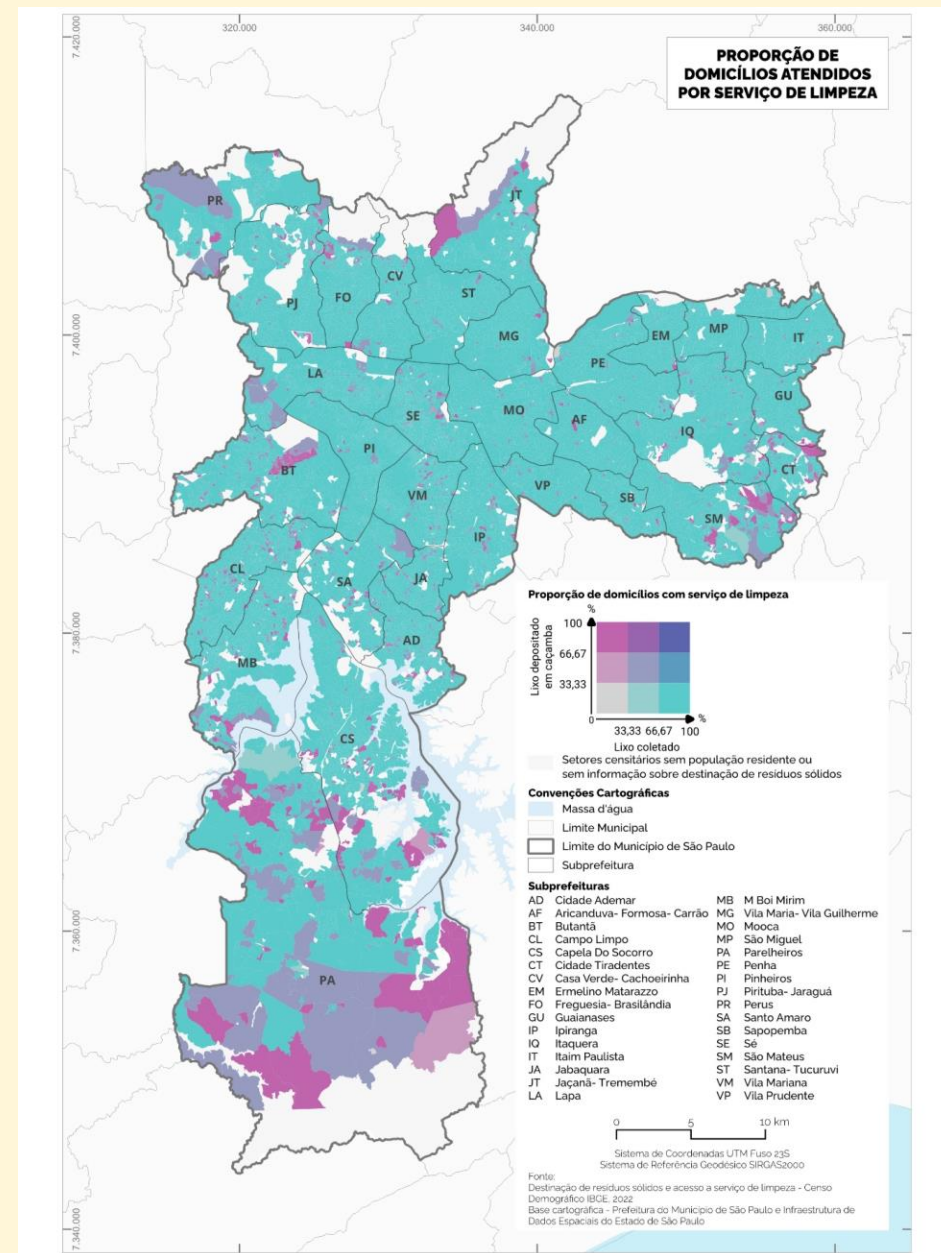 320.000
340.000
360.000
7.420.000
7.400.000
7.380.000
7.360.000
7.340.000
PROPORÇÃO DE
DOMICÍLIOS ATENDIDOS
POR SERVIÇO DE LIMPEZA
PR
JT
CV
PJ
FO
ST
MG
EM
MP
IT
PE
LA
GU
SE
MO
AF
IQ
PI
BT
CT
VP
VM
SB
SM
IP
CL
SA
JA
AD
MB
CS
PA
Proporção de domicílios com serviço de limpeza
%
100
66,67
33,33
0
Lixo depositado
em caçamba
%
33,33 66,67 100
Lixo coletado
Setores censitários sem população residente ou
sem informação sobre destinação de resíduos sólidos
Convenções Cartográficas
Massa d'água
Limite Municipal
Limite do Município de São Paulo
Subprefeitura
Subprefeituras
AD Cidade Ademar
AF Aricanduva- Formosa- Carrão
BT Butantã
CL Campo Limpo
CS Capela Do Socorro
CT Cidade Tiradentes
CV Casa Verde- Cachoeirinha
EM Ermelino Matarazzo
FO Freguesia- Brasilândia
GU Guaianases
IP Ipiranga
IQ Itaquera
IT Itaim Paulista
JA Jabaquara
JT Jaçanã- Tremembé
LA Lapa
MB M Boi Mirim
MG Vila Maria- Vila Guilherme
MO Mooca
MP São Miguel
PA Parelheiros
PE Penha
PI Pinheiros
PJ Pirituba- Jaraguá
PR Perus
SA Santo Amaro
SB Sapopemba
SE Sé
SM São Mateus
ST Santana- Tucuruvi
VM Vila Mariana
VP Vila Prudente
0 5 10 km
Sistema de Coordenadas UTM Fuso 23S
Sistema de Referência Geodésico SIRGAS2000
Fonte:
Destinação de resíduos sólidos e acesso a serviço de limpeza - Censo
Demográfico IBGE, 2022
Base cartográfica - Prefeitura do Município de São Paulo e Infraestrutura de
Dados Espaciais do Estado de São Paulo